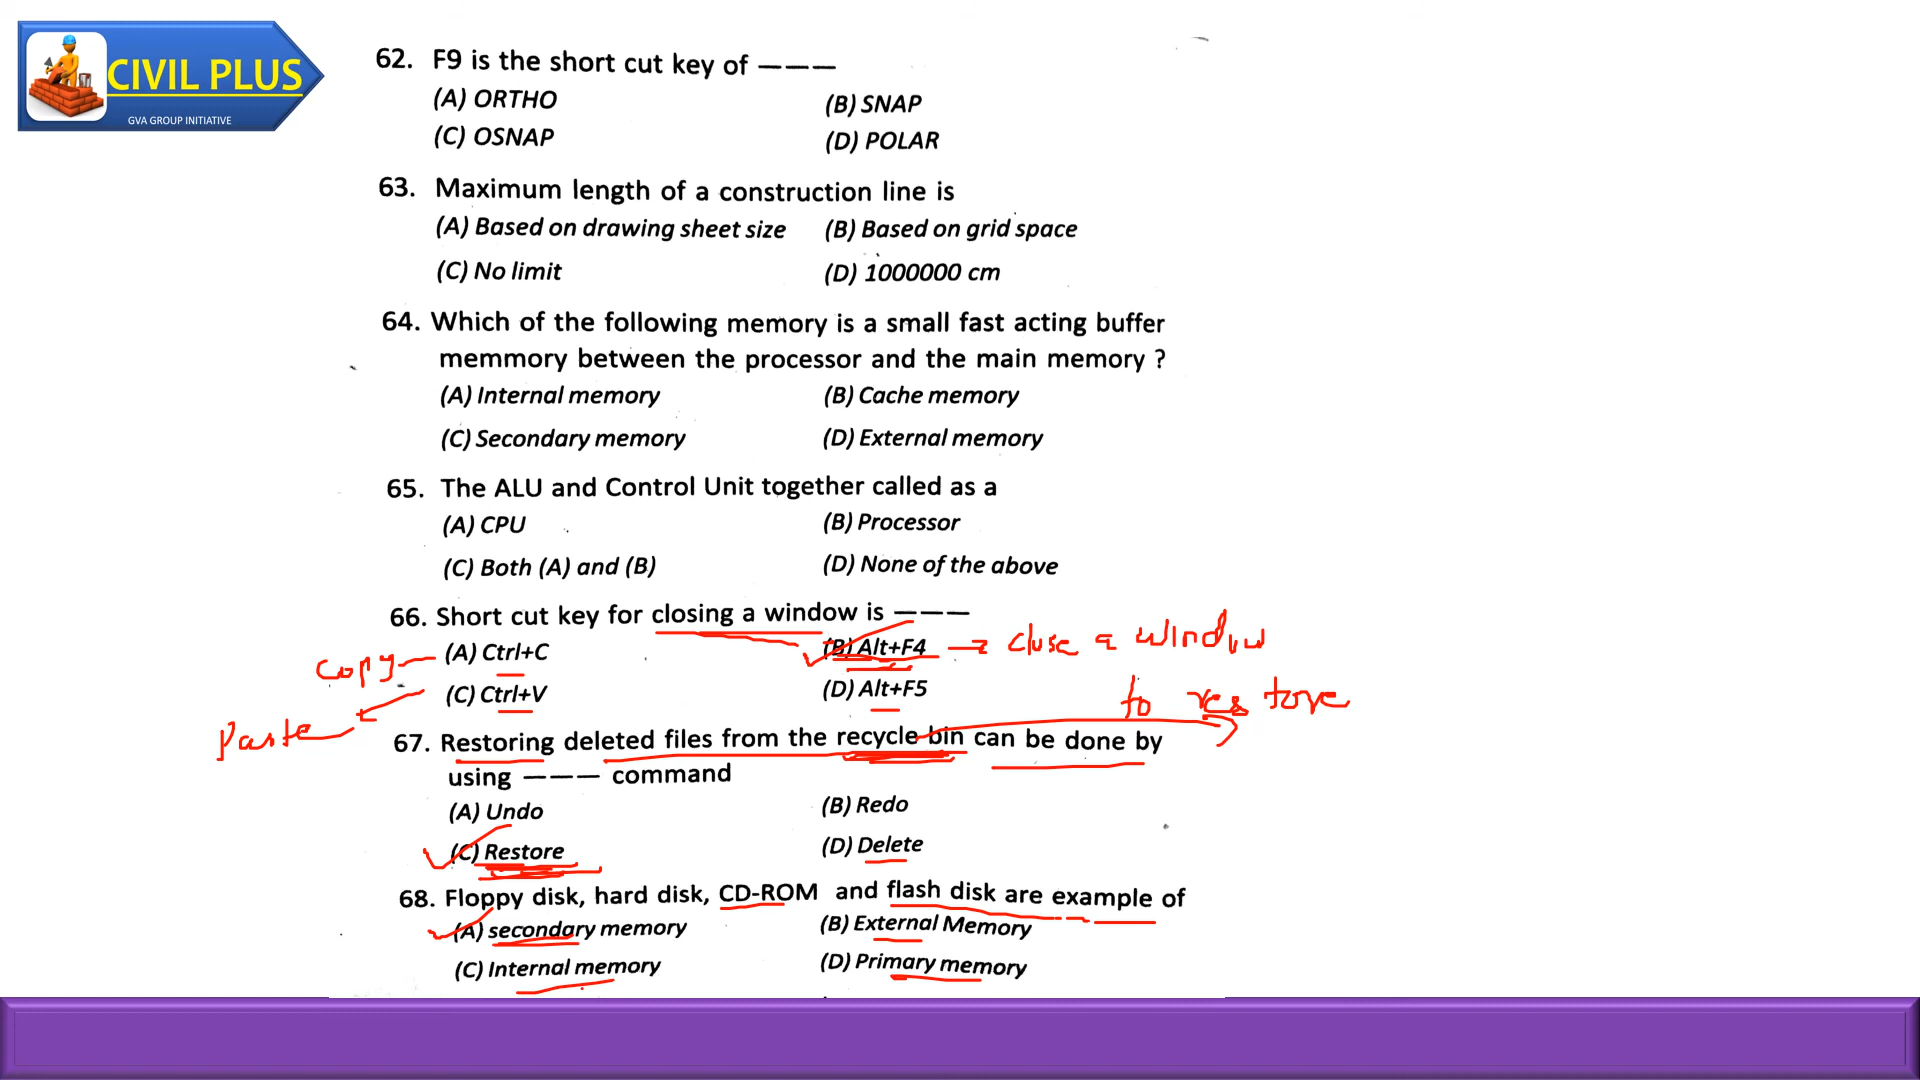 CIVIL PLUS
GVA GROUP INITIATIVE
62. F9 is the short cut key of ———
(A) ORTHO (B) SNAP
(C) OSNAP (D) POLAR
63. Maximum length of a construction line is
(A) Based on drawing sheet size (B) Based on grid space
(C) No limit (D) 1000000 cm
64. Which of the following memory is a small fast acting buffer
memmory between the processor and the main memory ?
(A) Internal memory (B) Cache memory
(C) Secondary memory (D) External memory
65. The ALU and Control Unit together called as a
(A) CPU (B) Processor
(C) Both (A) and (B) (D) None of the above
66. Short cut key for closing a window is ———
copy (A) Ctrl+C (B) Alt+F4 → close a window
Paste (C) Ctrl+V (D) Alt+F5 to restore
67. Restoring deleted files from the recycle bin can be done by
using ——— command
(A) Undo (B) Redo
(C) Restore (D) Delete
68. Floppy disk, hard disk, CD-ROM and flash disk are example of
(A) secondary memory (B) External Memory
(C) Internal memory (D) Primary memory